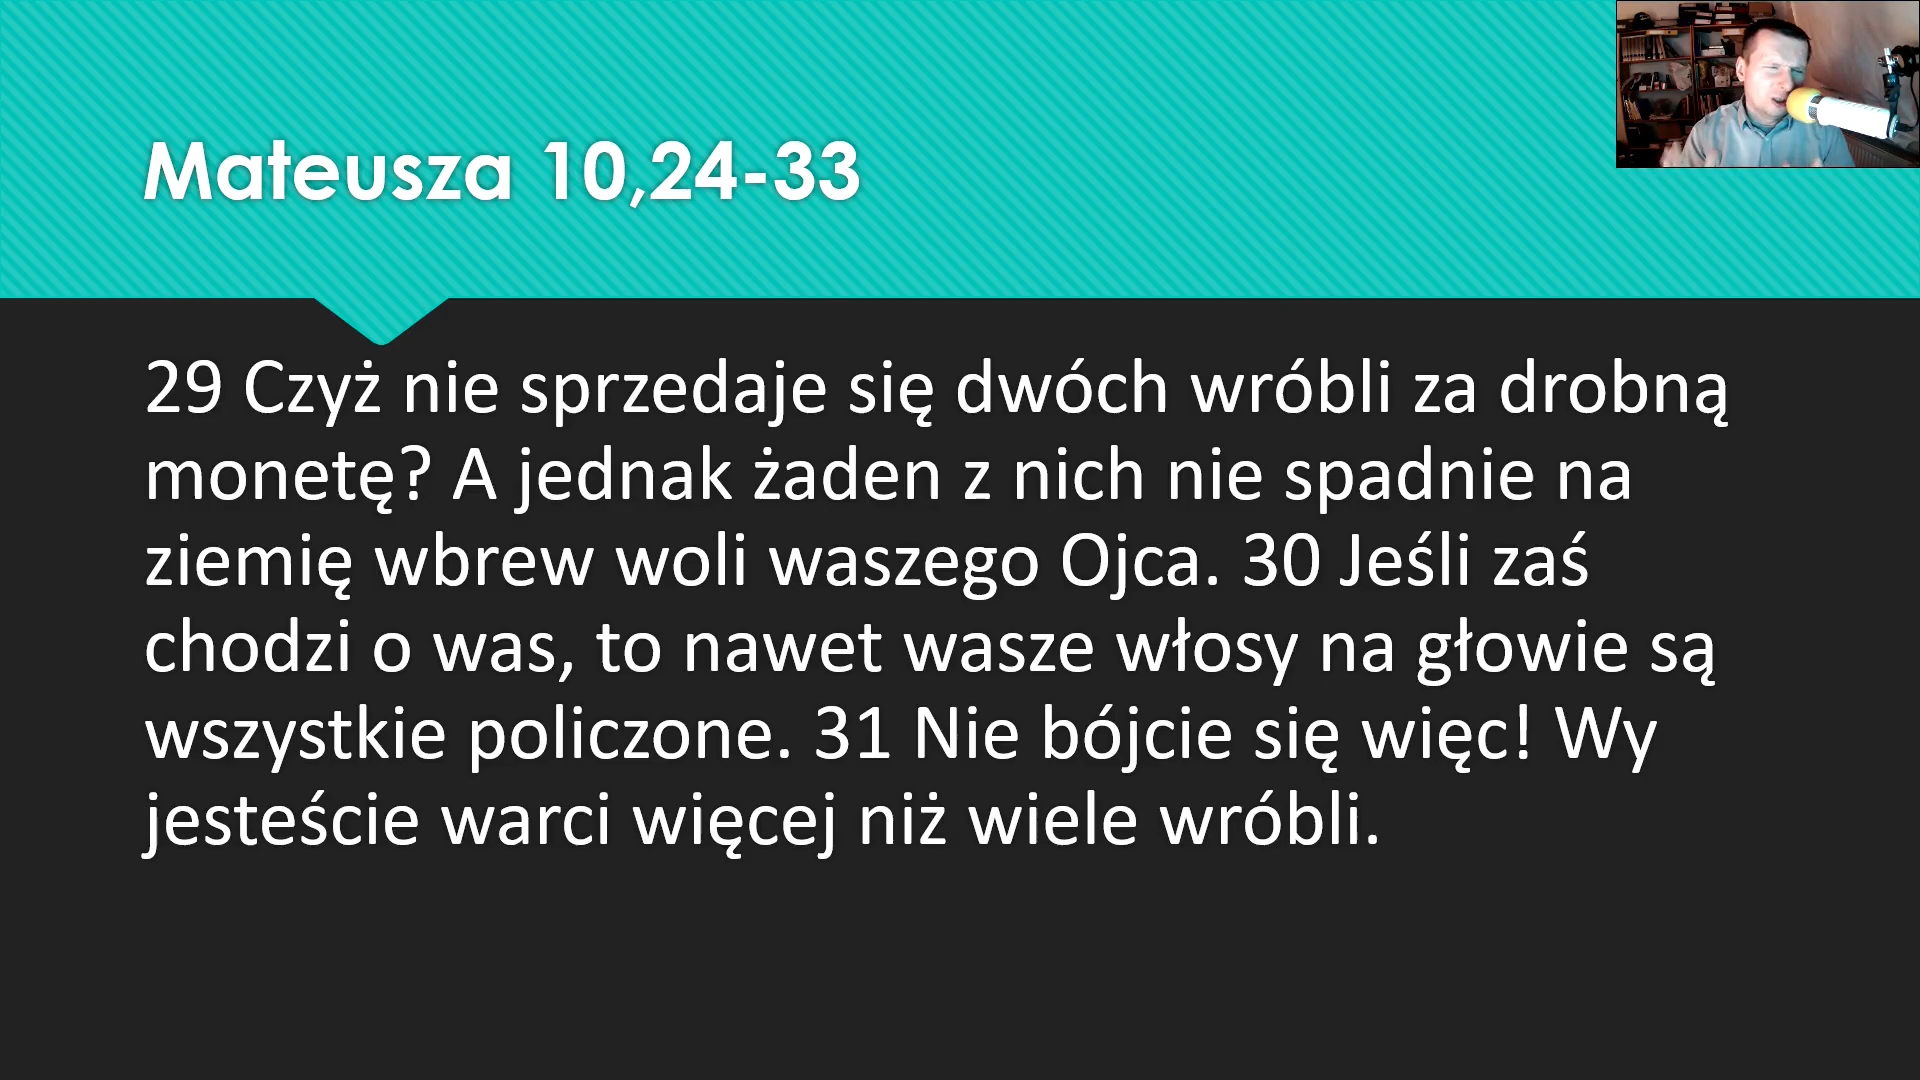 Mateusza 10,24-33
29 Czyż nie sprzedaje się dwóch wróbli za drobną
monetę? A jednak żaden z nich nie spadnie na
ziemię wbrew woli waszego Ojca. 30 Jeśli zaś
chodzi o was, to nawet wasze włosy na głowie są
wszystkie policzone. 31 Nie bójcie się więc! Wy
jesteście warci więcej niż wiele wróbli.